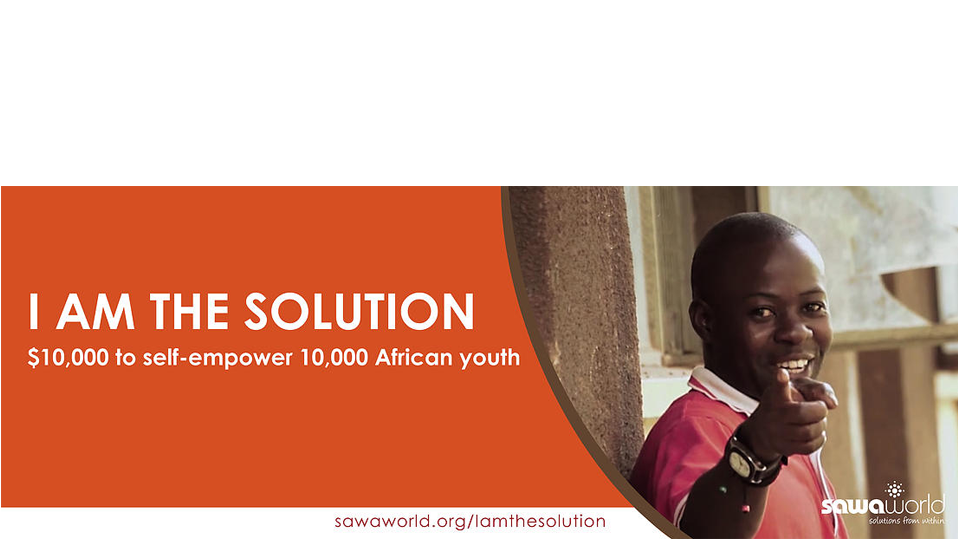 I AM THE SOLUTION
$10,000 to self-empower 10,000 African youth
sawaworld
solutions from within
sawaworld.org/Iamthesolution